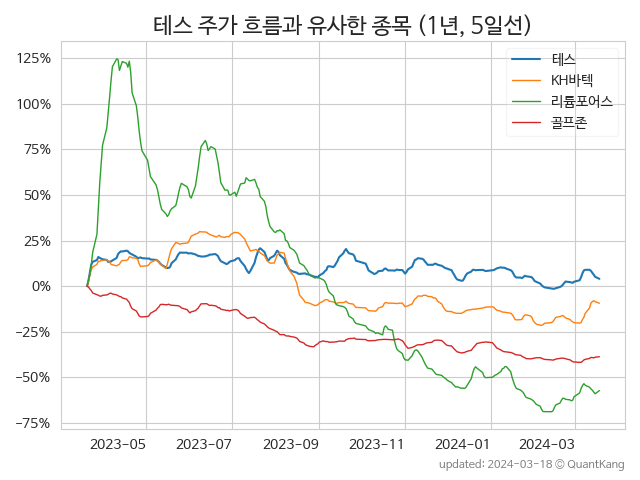 테스 주가 흐름과 유사한 종목 (1년, 5일선)
테스
KH바텍
리튬포어스
골프존
125%
100%
75%
50%
25%
0%
−25%
−50%
−75%
2023-05 2023-07 2023-09 2023-11 2024-01 2024-03
updated: 2024-03-18 © QuantKang